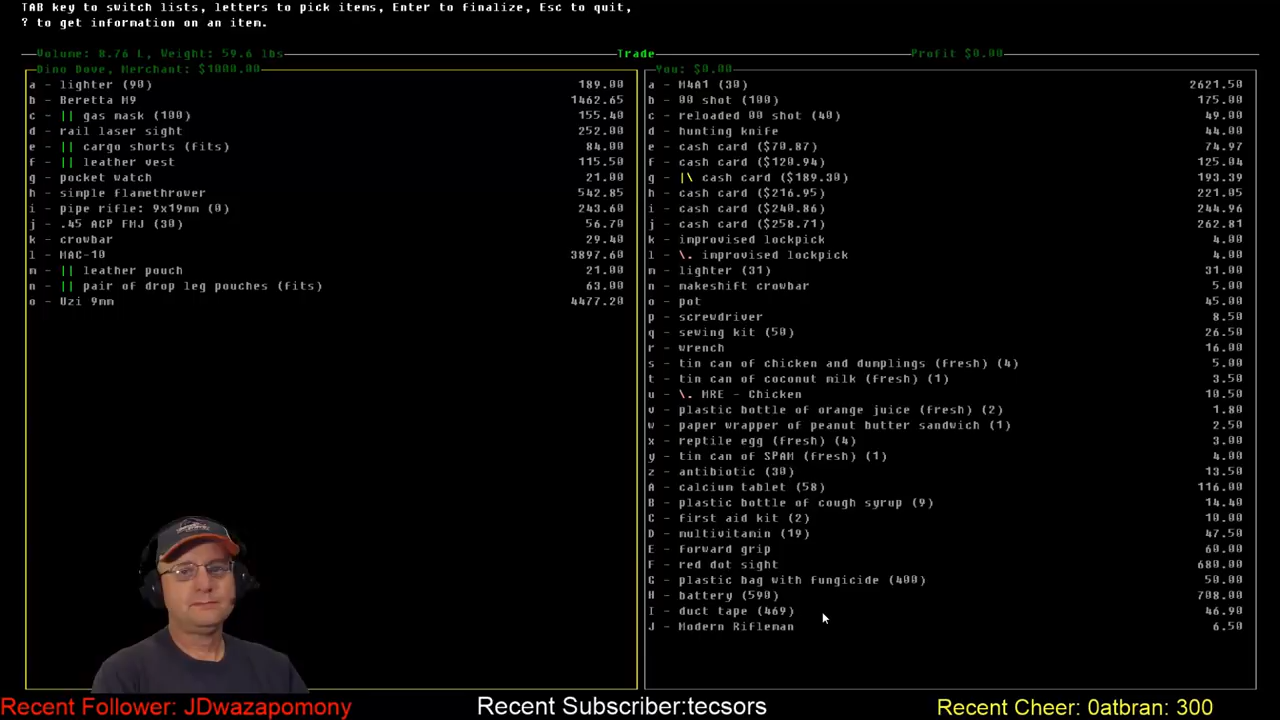 TAB key to switch lists, letters to pick items, Enter to finalize, Esc to quit,
? to get information on an item.
Volume: 8.76 L, Weight: 59.6 lbs
Trade
Profit $0.00
Dino Dove, Merchant: $1000.00
a - lighter (90) 189.00
b - Beretta M9 1462.65
c - || gas mask (100) 155.40
d - rail laser sight 252.00
e - || cargo shorts (fits) 84.00
f - || leather vest 115.50
g - pocket watch 21.00
h - simple flamethrower 542.85
i - pipe rifle: 9x19mm (0) 243.60
j - .45 ACP FMJ (30) 56.70
k - crowbar 29.40
l - MAC-10 3897.60
m - || leather pouch 21.00
n - || pair of drop leg pouches (fits) 63.00
o - Uzi 9mm 4477.20
You: $0.00
a - M4A1 (30) 2621.50
b - 00 shot (100) 175.00
c - reloaded 00 shot (40) 49.00
d - hunting knife 44.00
e - cash card ($70.87) 74.97
f - cash card ($120.94) 125.04
g - |\ cash card ($189.30) 193.39
h - cash card ($216.95) 221.05
i - cash card ($240.86) 244.96
j - cash card ($258.71) 262.81
k - improvised lockpick 4.00
l - \. improvised lockpick 4.00
m - lighter (31) 31.00
n - makeshift crowbar 5.00
o - pot 45.00
p - screwdriver 8.50
q - sewing kit (50) 26.50
r - wrench 16.00
s - tin can of chicken and dumplings (fresh) (4) 5.00
t - tin can of coconut milk (fresh) (1) 3.50
u - \. MRE - Chicken 10.50
v - plastic bottle of orange juice (fresh) (2) 1.80
w - paper wrapper of peanut butter sandwich (1) 2.50
x - reptile egg (fresh) (4) 3.00
y - tin can of SPAM (fresh) (1) 4.00
z - antibiotic (30) 13.50
A - calcium tablet (58) 116.00
B - plastic bottle of cough syrup (9) 14.40
C - first aid kit (2) 10.00
D - multivitamin (19) 47.50
E - forward grip 60.00
F - red dot sight 680.00
G - plastic bag with fungicide (400) 50.00
H - battery (590) 708.00
I - duct tape (469) 46.90
J - Modern Rifleman 6.50
Recent Follower: JDwazapomony
Recent Subscriber:tecsors
Recent Cheer: 0atbran: 300